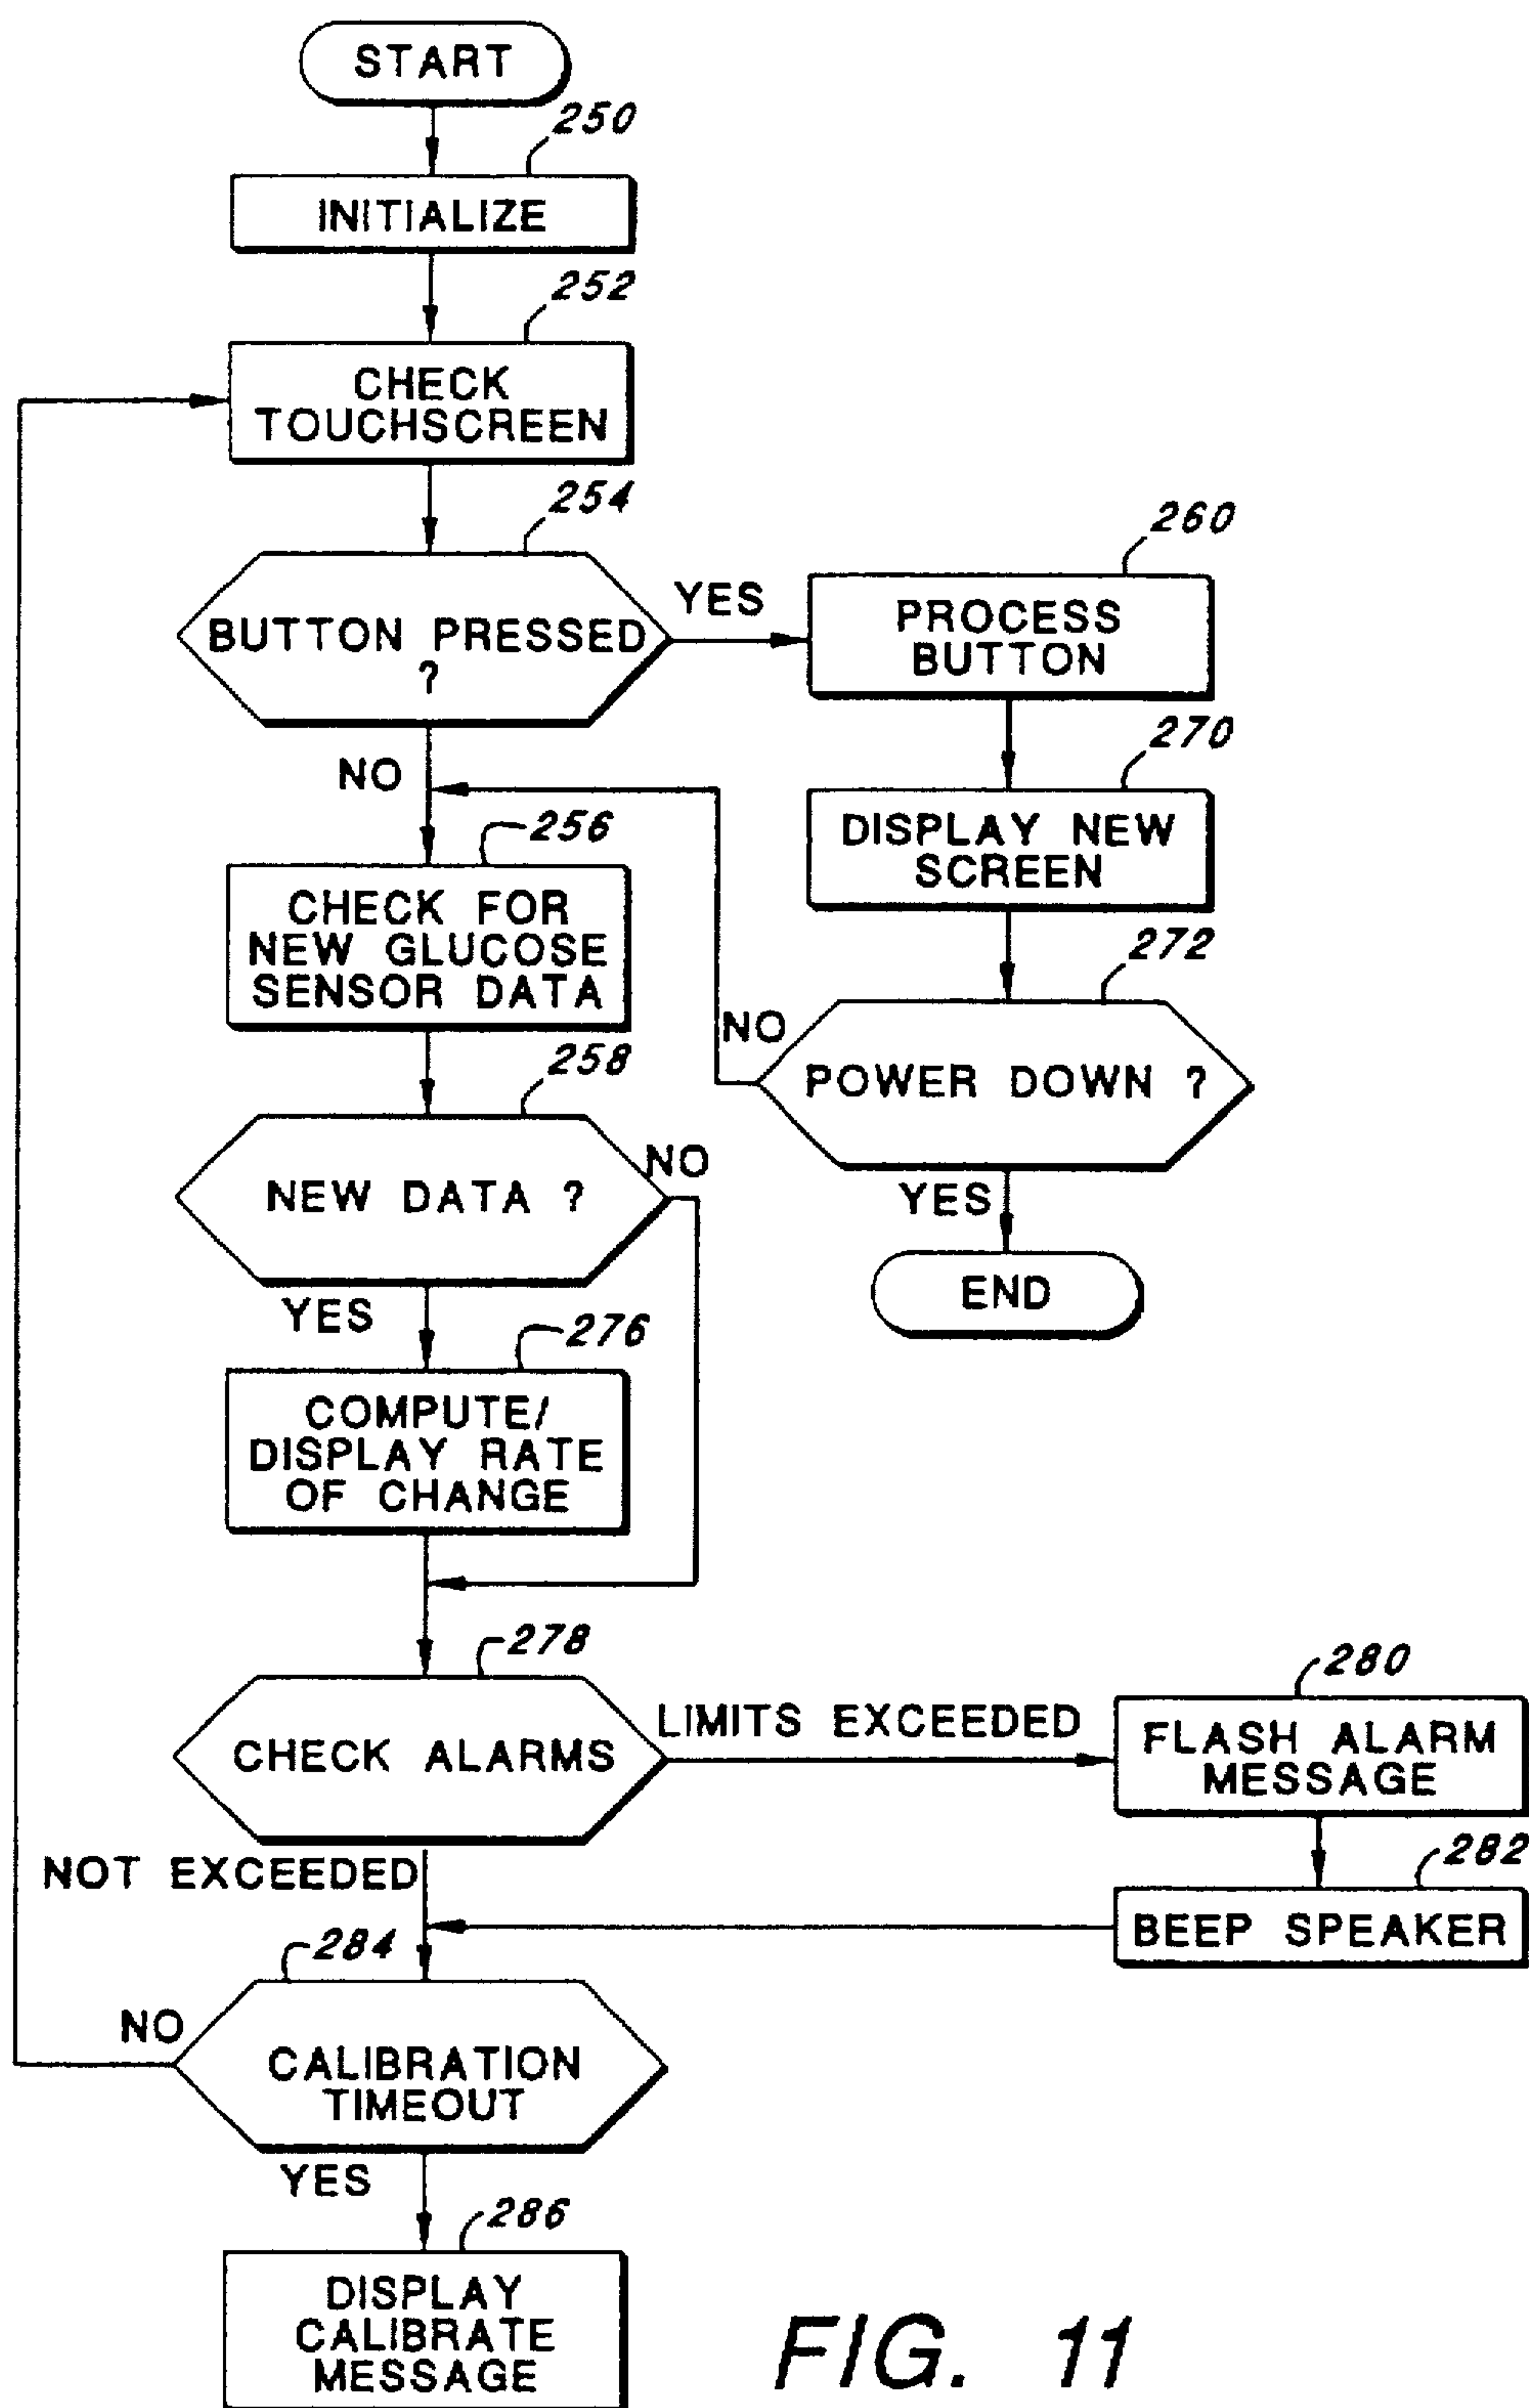 START
250
INITIALIZE
252
CHECK
TOUCHSCREEN
254
BUTTON PRESSED
?
YES
260
PROCESS
BUTTON
NO
270
DISPLAY NEW
SCREEN
256
CHECK FOR
NEW GLUCOSE
SENSOR DATA
272
NO
POWER DOWN ?
YES
END
258
NEW DATA ?
NO
YES
276
COMPUTE/
DISPLAY RATE
OF CHANGE
278
CHECK ALARMS
LIMITS EXCEEDED
280
FLASH ALARM
MESSAGE
282
BEEP SPEAKER
NOT EXCEEDED
284
NO
CALIBRATION
TIMEOUT
YES
286
DISPLAY
CALIBRATE
MESSAGE
FIG. 11